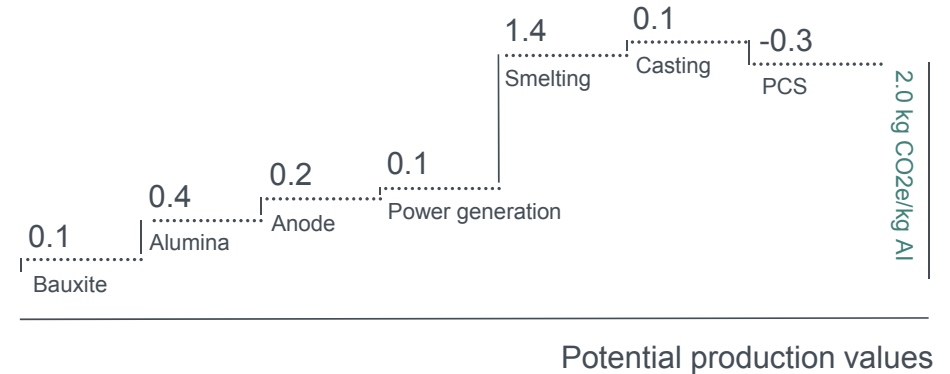 0.1
Bauxite
0.4
Alumina
0.2
Anode
0.1
Power generation
1.4
Smelting
0.1
Casting
-0.3
PCS
2.0 kg CO2e/kg Al
Potential production values